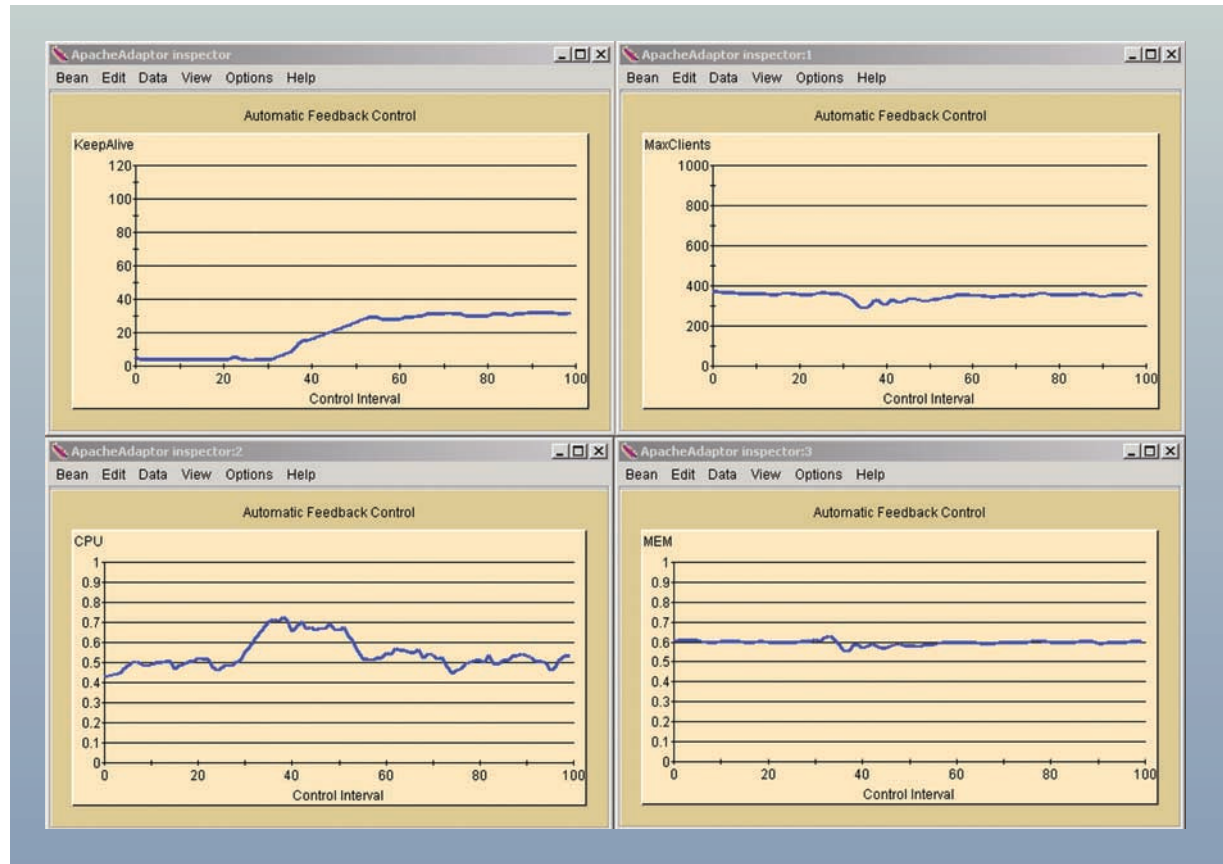 ApacheAdaptor inspector
Bean Edit Data View Options Help
Automatic Feedback Control
KeepAlive
120
100
80
60
40
20
0
0 20 40 60 80 100
Control Interval
ApacheAdaptor inspector:1
Bean Edit Data View Options Help
Automatic Feedback Control
MaxClients
1000
800
600
400
200
0
0 20 40 60 80 100
Control Interval
ApacheAdaptor inspector:2
Bean Edit Data View Options Help
Automatic Feedback Control
CPU
1
0.9
0.8
0.7
0.6
0.5
0.4
0.3
0.2
0.1
0
0 20 40 60 80 100
Control Interval
ApacheAdaptor inspector:3
Bean Edit Data View Options Help
Automatic Feedback Control
MEM
1
0.9
0.8
0.7
0.6
0.5
0.4
0.3
0.2
0.1
0
0 20 40 60 80 100
Control Interval